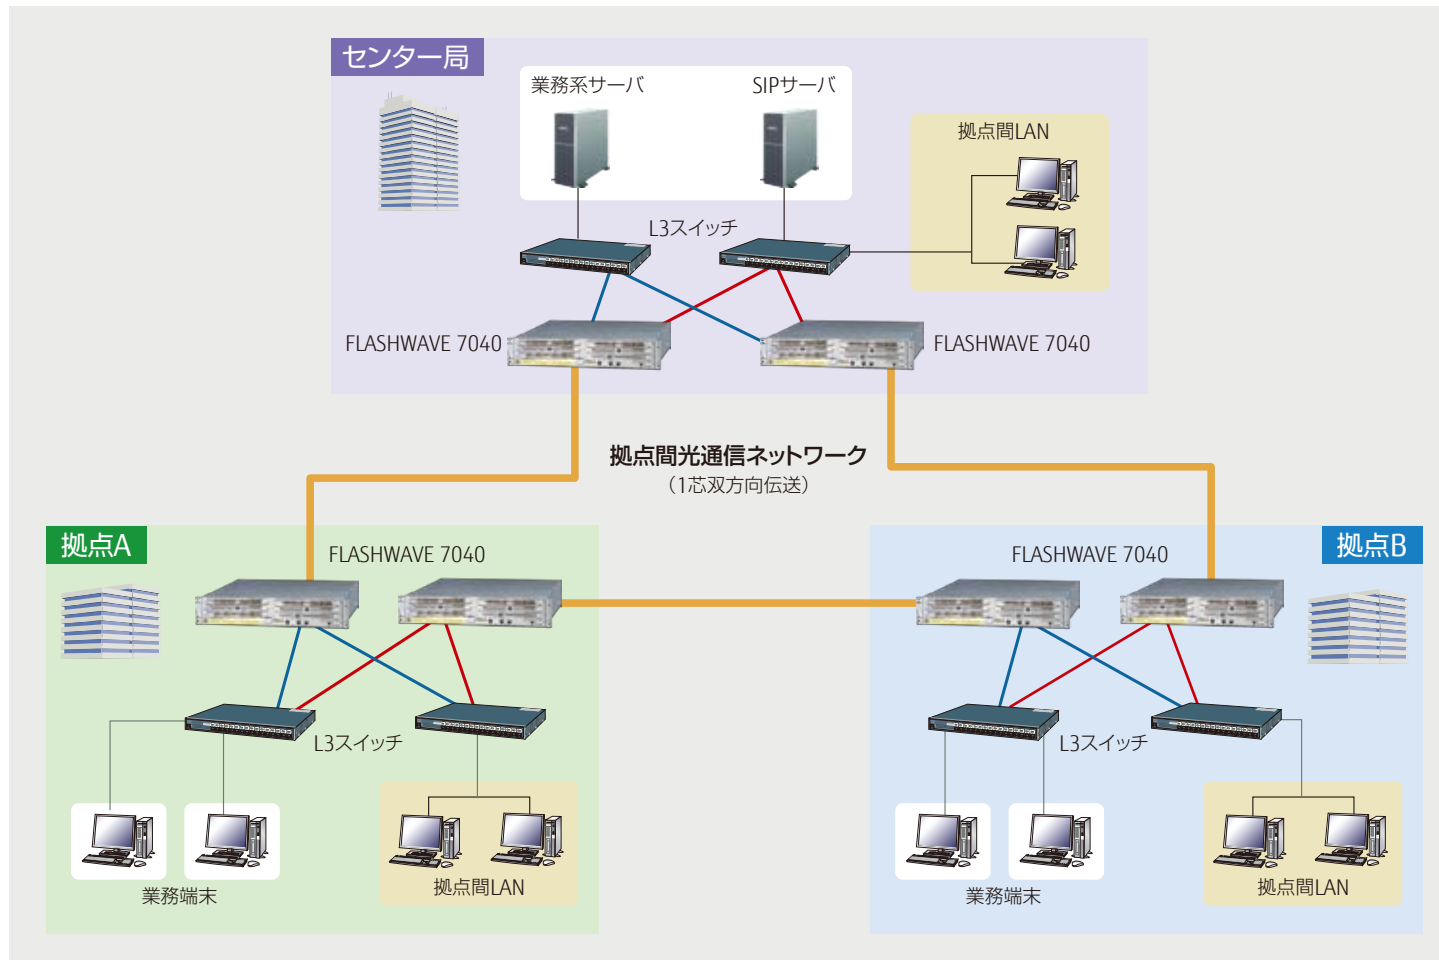 センター局
業務系サーバ
SIPサーバ
拠点間LAN
L3スイッチ
FLASHWAVE 7040
FLASHWAVE 7040
拠点間光通信ネットワーク
（1芯双方向伝送）
拠点A
FLASHWAVE 7040
L3スイッチ
業務端末
拠点間LAN
拠点B
FLASHWAVE 7040
L3スイッチ
業務端末
拠点間LAN